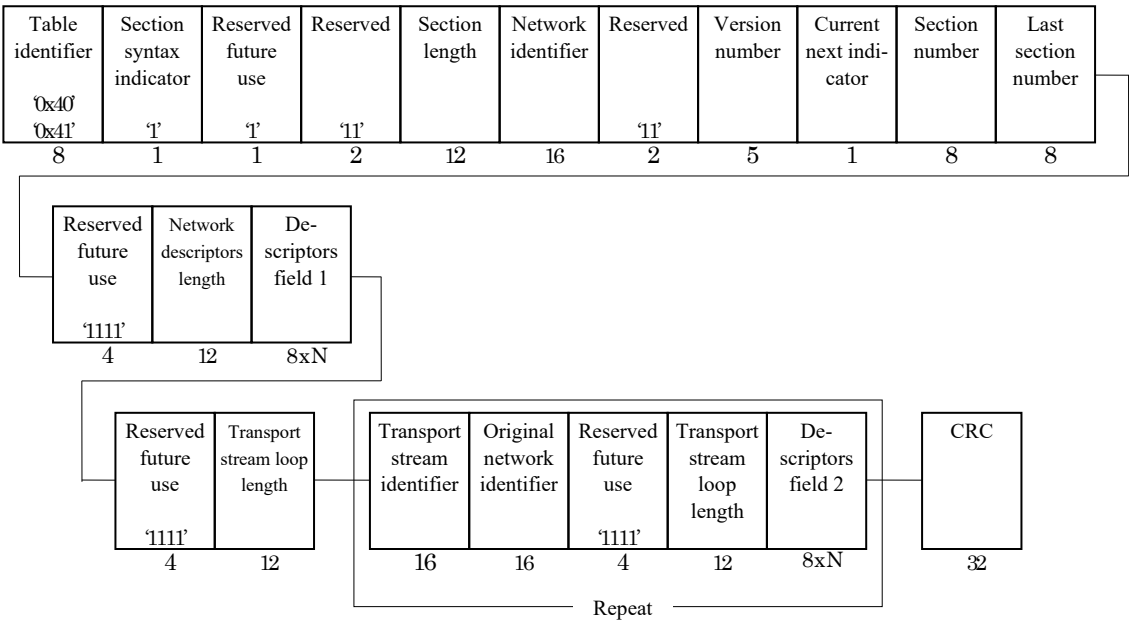 Table
identifier
‘0x40’
‘0x41’
8
Section
syntax
indicator
‘1’
1
Reserved
future
use
‘1’
1
Reserved
‘11’
2
Section
length
12
Network
identifier
16
Reserved
‘11’
2
Version
number
5
Current
next indi-
cator
1
Section
number
8
Last
section
number
8
Reserved
future
use
‘1111’
4
Network
descriptors
length
12
De-
scriptors
field 1
8xN
Reserved
future
use
‘1111’
4
Transport
stream loop
length
12
Transport
stream
identifier
16
Original
network
identifier
16
Reserved
future
use
‘1111’
4
Transport
stream
loop
length
12
De-
scriptors
field 2
8xN
CRC
32
Repeat